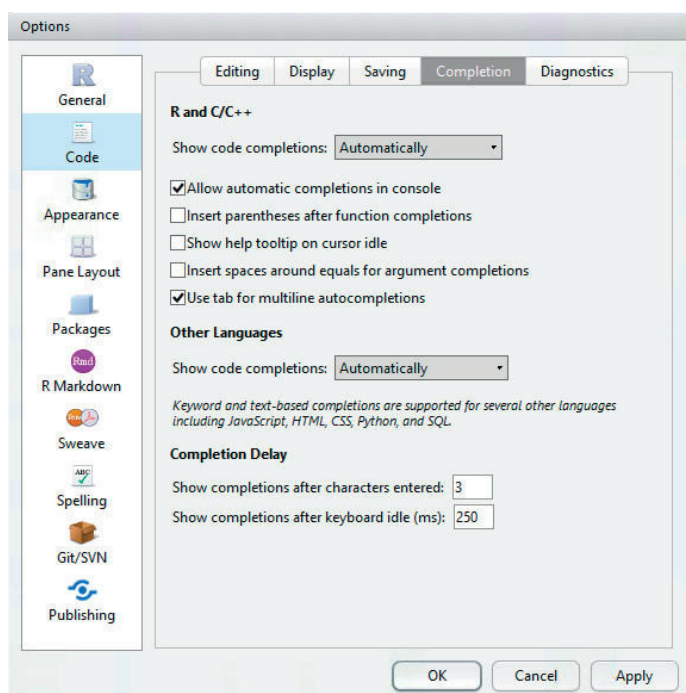 Options
General
Code
Appearance
Pane Layout
Packages
Rmd
R Markdown
Sweave
ABC
Spelling
Git/SVN
Publishing
Editing Display Saving Completion Diagnostics
R and C/C++
Show code completions: Automatically
Allow automatic completions in console
Insert parentheses after function completions
Show help tooltip on cursor idle
Insert spaces around equals for argument completions
Use tab for multiline autocompletions
Other Languages
Show code completions: Automatically
Keyword and text-based completions are supported for several other languages
including JavaScript, HTML, CSS, Python, and SQL.
Completion Delay
Show completions after characters entered: 3
Show completions after keyboard idle (ms): 250
OK Cancel Apply